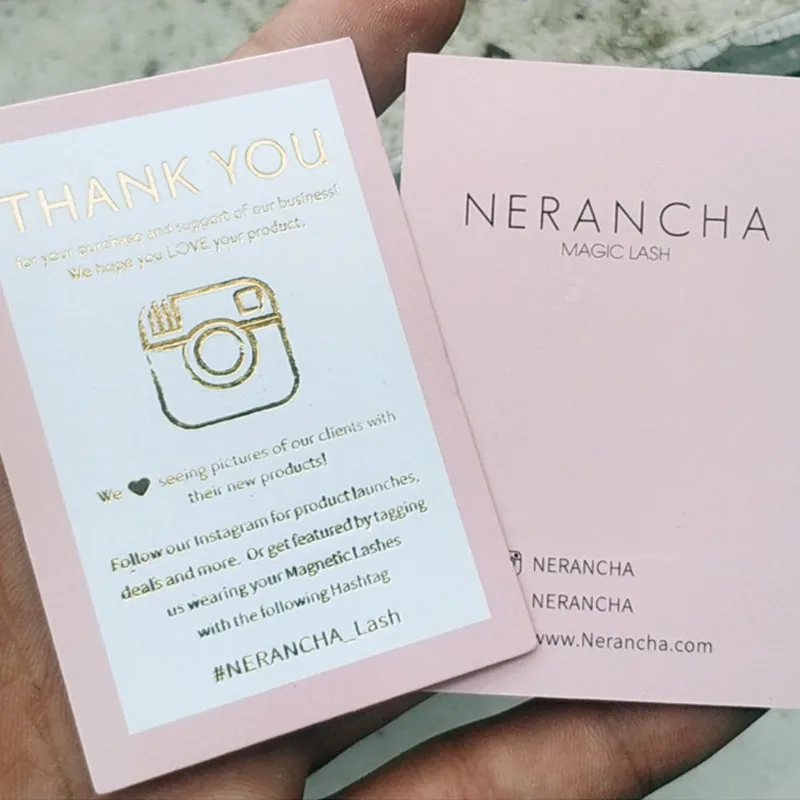 THANK YOU
for your purchase and support of our business!
We hope you LOVE your product.
We ♥ seeing pictures of our clients with
their new products!
Follow our Instagram for product launches,
deals and more. Or get featured by tagging
us wearing your Magnetic Lashes
with the following Hashtag
#NERANCHA_Lash
NERANCHA
MAGIC LASH
NERANCHA
NERANCHA
www.Nerancha.com